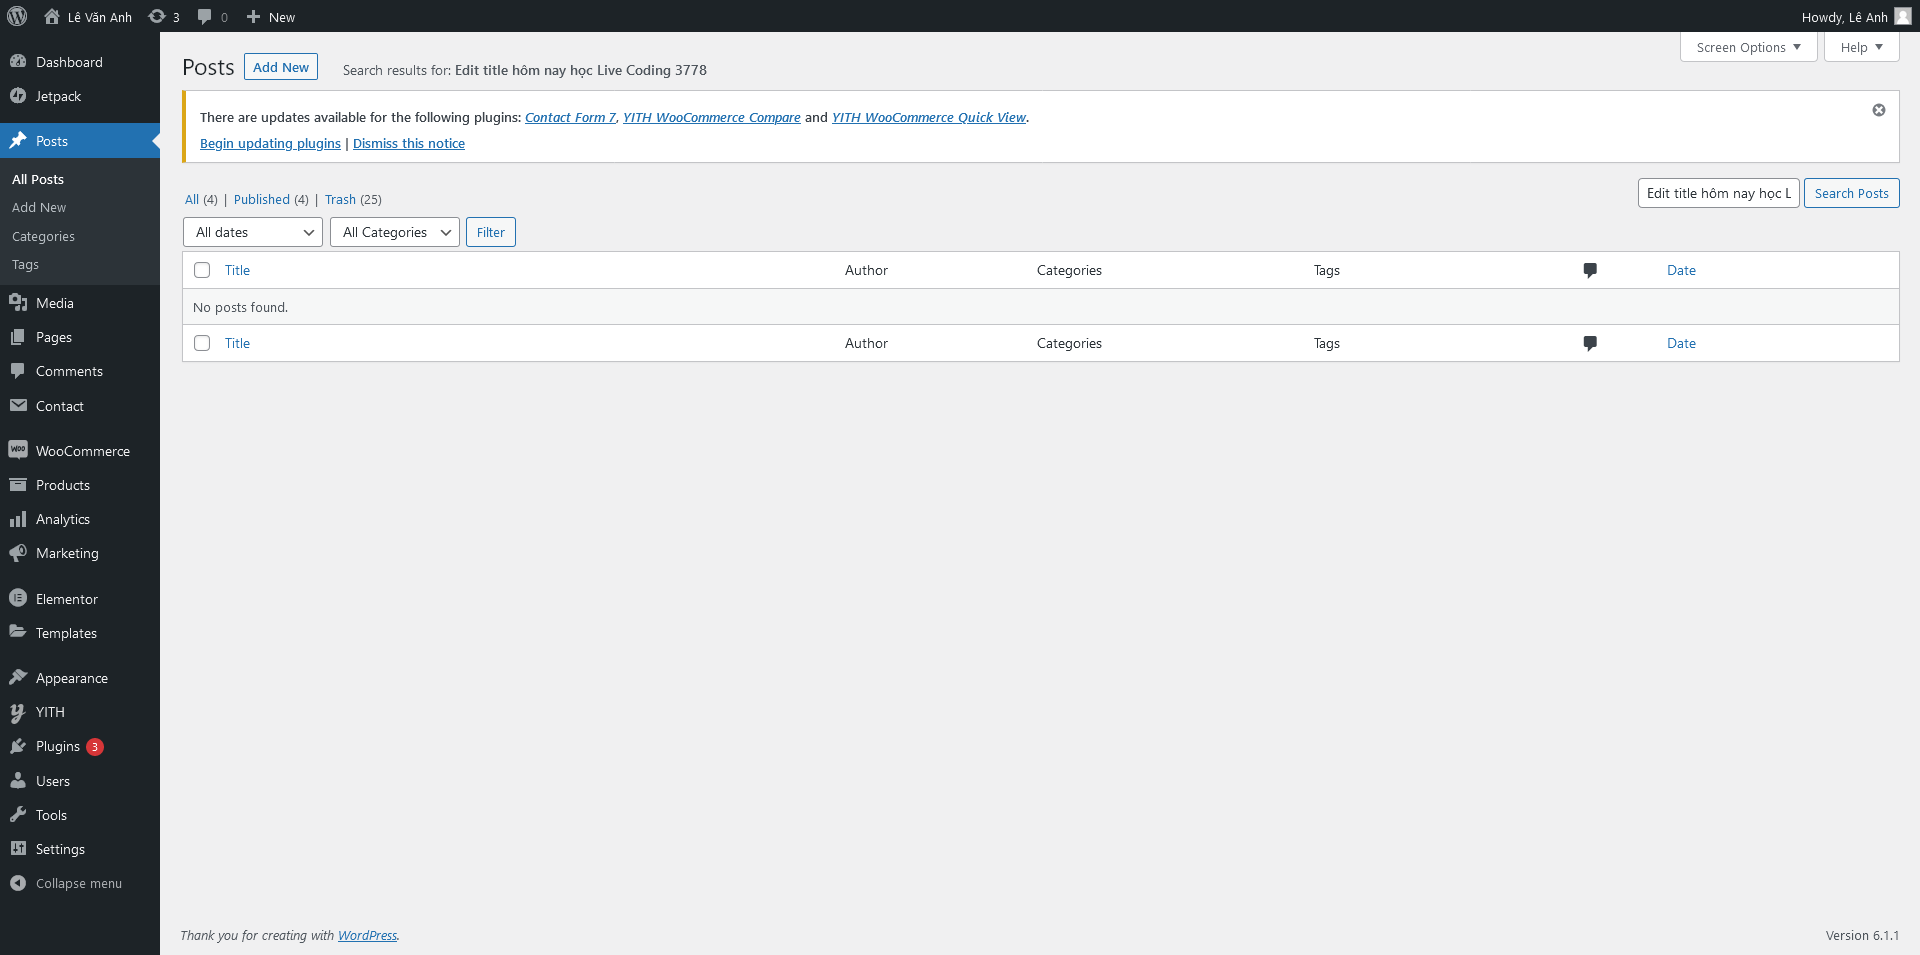 Lê Văn Anh 3 0 New Howdy, Lê Anh
Screen Options Help
Dashboard
Jetpack
Posts
All Posts
Add New
Categories
Tags
Media
Pages
Comments
Contact
WooCommerce
Products
Analytics
Marketing
Elementor
Templates
Appearance
YITH
Plugins 3
Users
Tools
Settings
Collapse menu
Posts Add New Search results for: Edit title hôm nay học Live Coding 3778
There are updates available for the following plugins: Contact Form 7, YITH WooCommerce Compare and YITH WooCommerce Quick View.
Begin updating plugins | Dismiss this notice
All (4) | Published (4) | Trash (25)
Edit title hôm nay học L Search Posts
All dates All Categories Filter
Title Author Categories Tags Date
No posts found.
Title Author Categories Tags Date
Thank you for creating with WordPress. Version 6.1.1